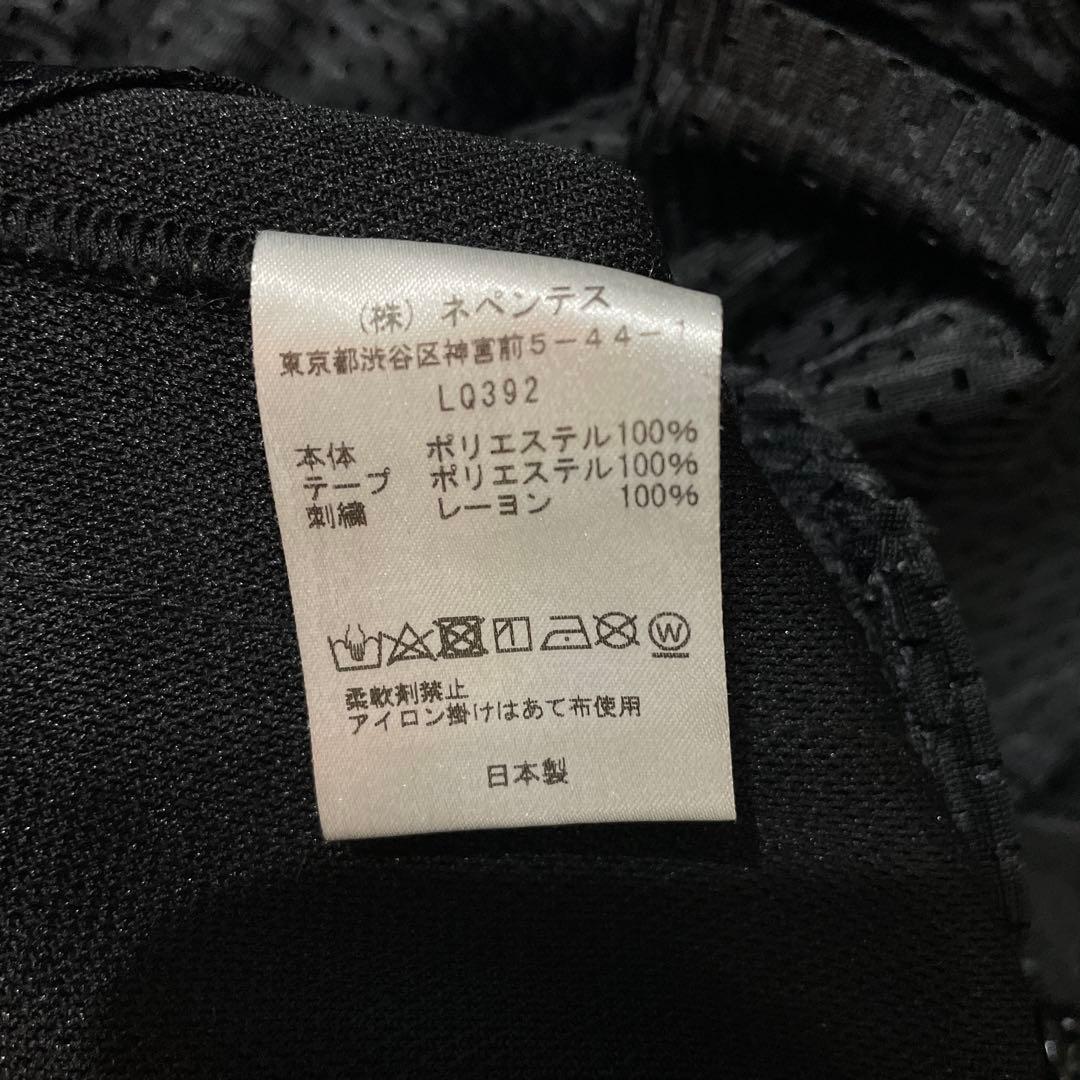 （株）ネペンテス
東京都渋谷区神宮前5－44－1
LQ392
本体 ポリエステル100%
テープ ポリエステル100%
刺繍 レーヨン 100%
W
柔軟剤禁止
アイロン掛けはあて布使用
日本製